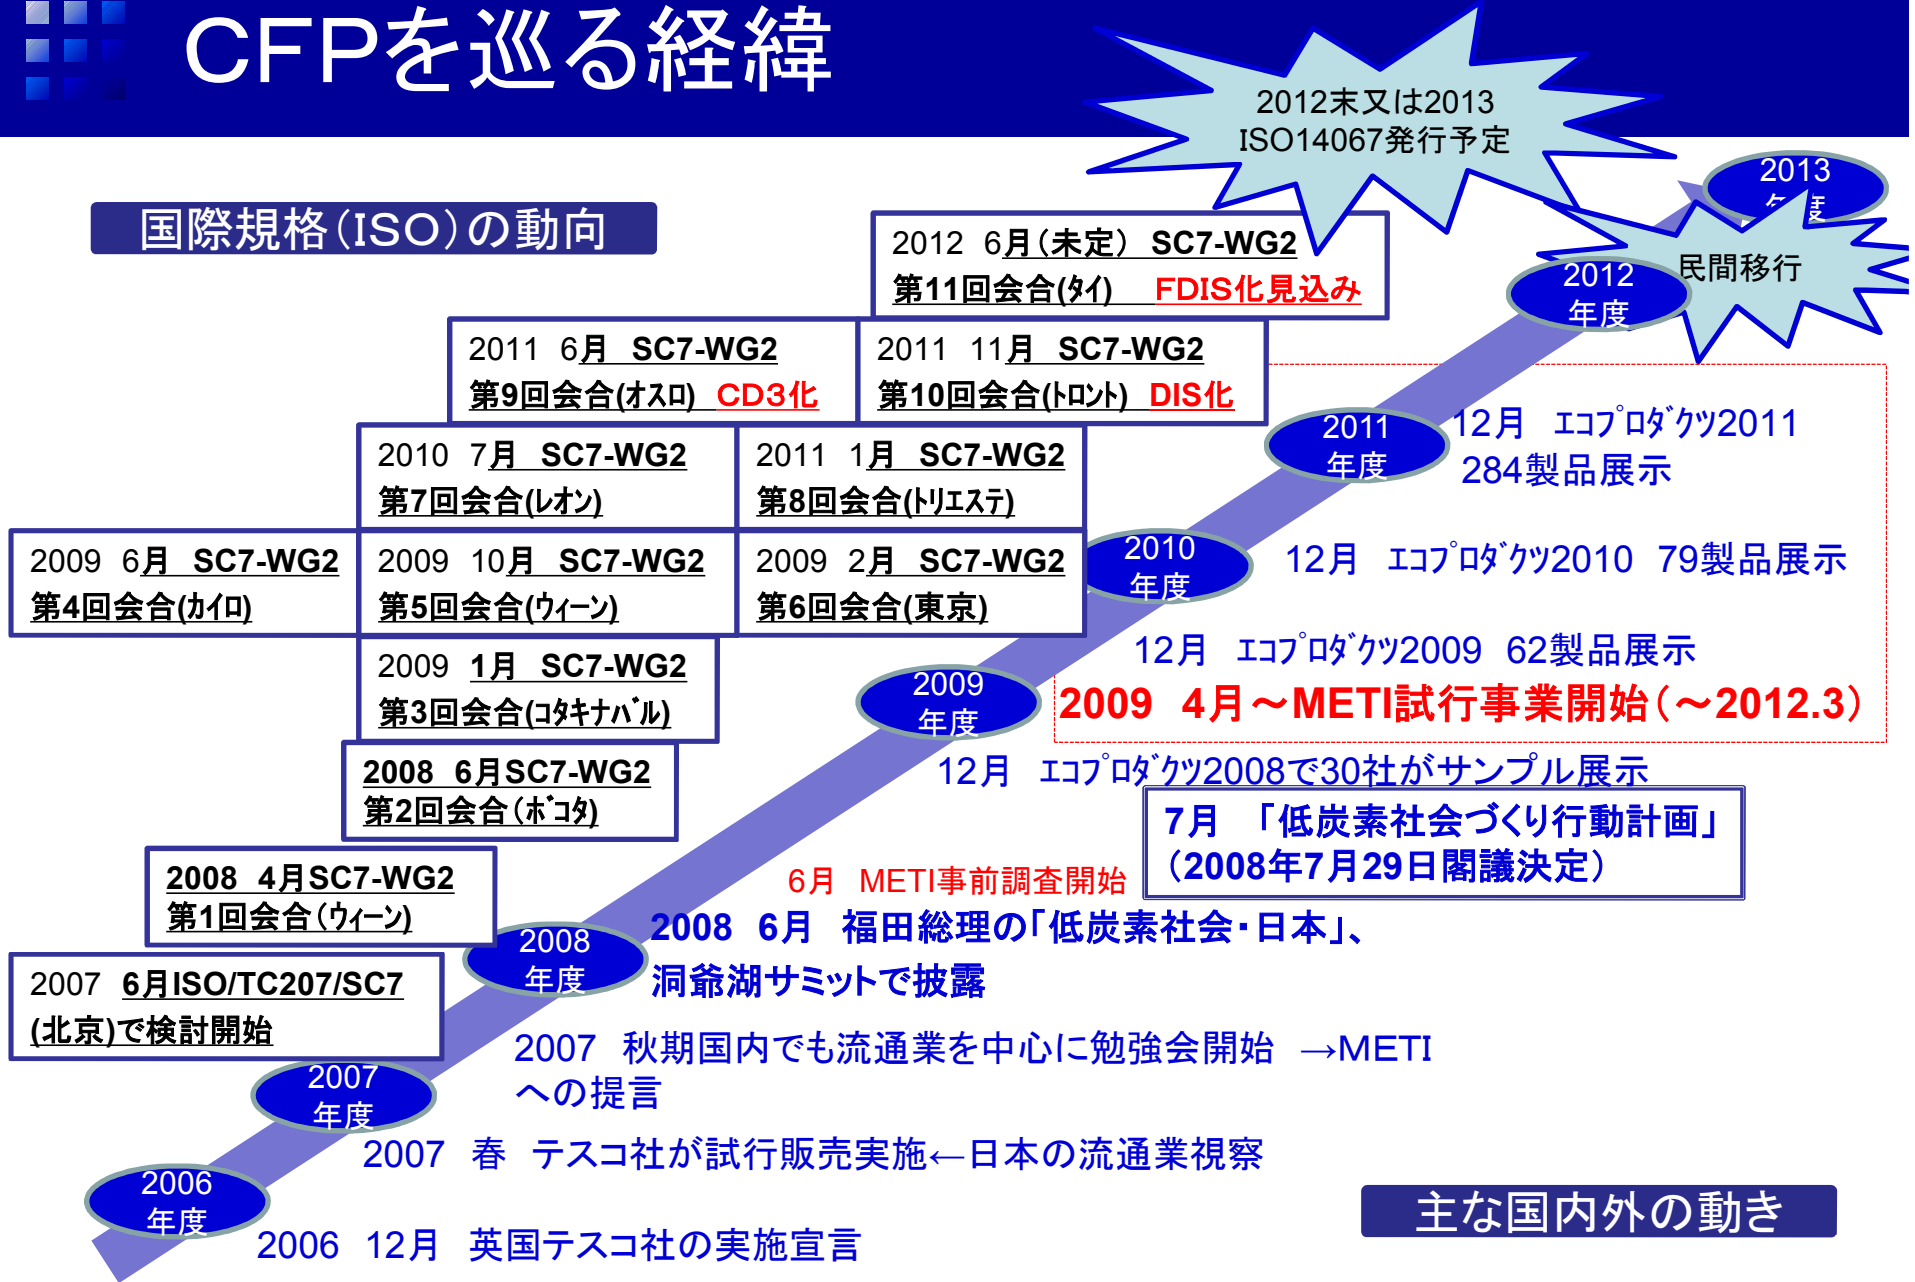 CFPを巡る経緯
2012末又は2013
ISO14067発行予定
2013
年度
国際規格（ISO）の動向
2012 6月（未定） SC7-WG2
第11回会合(タイ) FDIS化見込み
民間移行
2012
年度
2011 6月 SC7-WG2
第9回会合(オスロ) CD3化
2011 11月 SC7-WG2
第10回会合(トロント) DIS化
2011
年度
12月 エコプロダクツ2011
284製品展示
2010 7月 SC7-WG2
第7回会合(レオン)
2011 1月 SC7-WG2
第8回会合(トリエステ)
2009 6月 SC7-WG2
第4回会合(カイロ)
2009 10月 SC7-WG2
第5回会合(ウィーン)
2009 2月 SC7-WG2
第6回会合(東京)
2010
年度
12月 エコプロダクツ2010 79製品展示
12月 エコプロダクツ2009 62製品展示
2009 1月 SC7-WG2
第3回会合(コタキナバル)
2009
年度
2009 4月～METI試行事業開始（～2012.3）
12月 エコプロダクツ2008で30社がサンプル展示
2008 6月SC7-WG2
第2回会合（ボコタ)
7月 「低炭素社会づくり行動計画」
（2008年7月29日閣議決定）
6月 METI事前調査開始
2008 4月SC7-WG2
第1回会合（ウィーン)
2008
年度
2008 6月 福田総理の「低炭素社会・日本」、
洞爺湖サミットで披露
2007 6月ISO/TC207/SC7
(北京)で検討開始
2007 秋期国内でも流通業を中心に勉強会開始 →METI
への提言
2007
年度
2007 春 テスコ社が試行販売実施←日本の流通業視察
2006
年度
2006 12月 英国テスコ社の実施宣言
主な国内外の動き